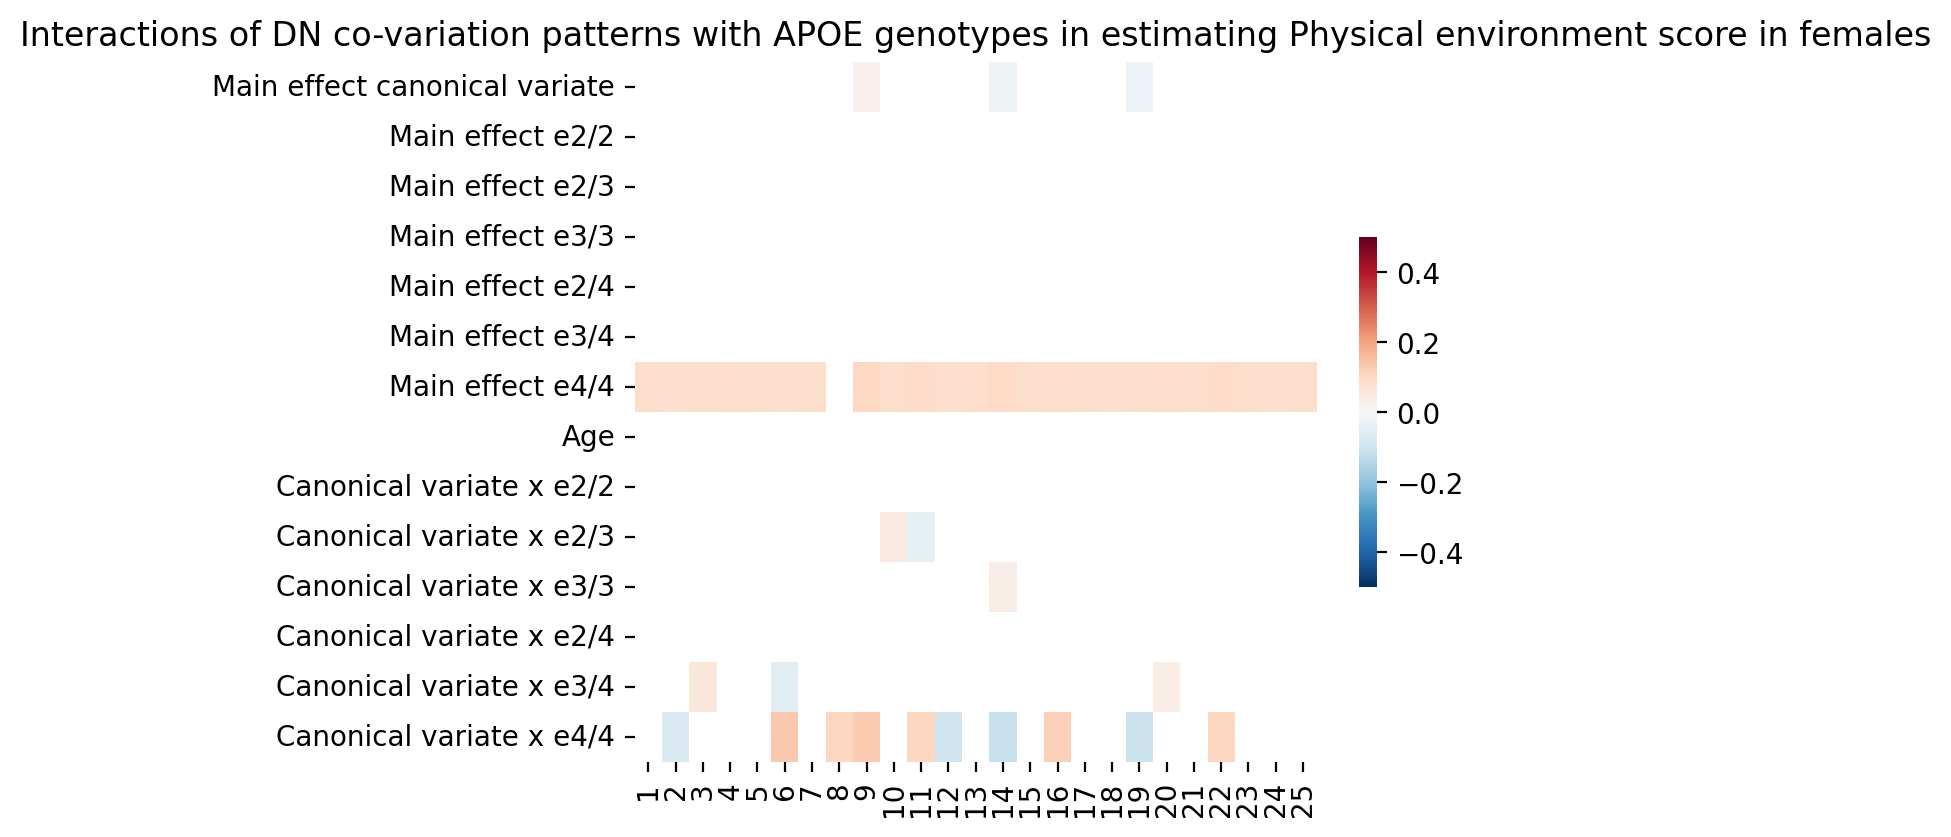 Interactions of DN co-variation patterns with APOE genotypes in estimating Physical environment score in females
Main effect canonical variate
Main effect e2/2
Main effect e2/3
Main effect e3/3
Main effect e2/4
Main effect e3/4
Main effect e4/4
Age
Canonical variate x e2/2
Canonical variate x e2/3
Canonical variate x e3/3
Canonical variate x e2/4
Canonical variate x e3/4
Canonical variate x e4/4
1 2 3 4 5 6 7 8 9 10 11 12 13 14 15 16 17 18 19 20 21 22 23 24 25
0.4
0.2
0.0
−0.2
−0.4